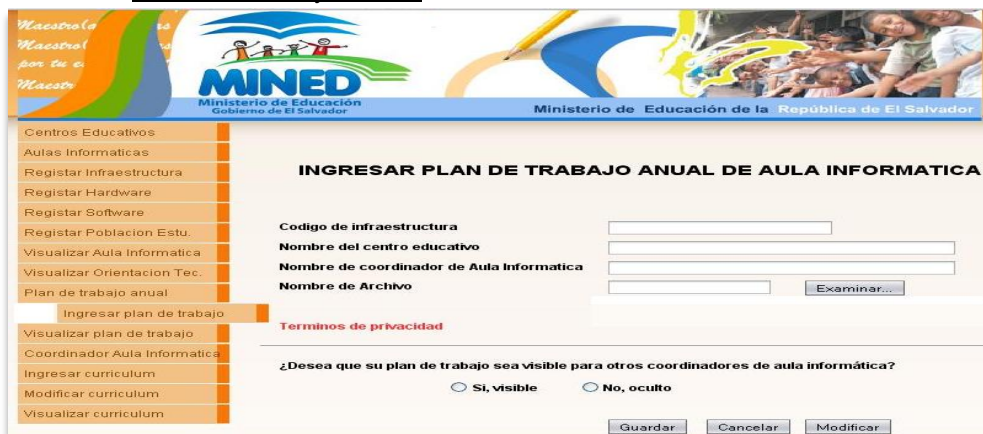 Maestro
Maestro
por tu
Maestr
MINED
Ministerio de Educación
Gobierno de El Salvador
Ministerio de Educación de la República de El Salvador
Centros Educativos
Aulas Informaticas
Registar Infraestructura
Registar Hardware
Registar Software
Registar Poblacion Estu.
Visualizar Aula Informatica
Visualizar Orientacion Tec.
Plan de trabajo anual
Ingresar plan de trabajo
Visualizar plan de trabajo
Coordinador Aula Informatica
Ingresar curriculum
Modificar curriculum
Visualizar curriculum
INGRESAR PLAN DE TRABAJO ANUAL DE AULA INFORMATICA
Codigo de infraestructura
Nombre del centro educativo
Nombre de coordinador de Aula Informatica
Nombre de Archivo Examinar...
Terminos de privacidad
¿Desea que su plan de trabajo sea visible para otros coordinadores de aula informática?
Si, visible No, oculto
Guardar Cancelar Modificar